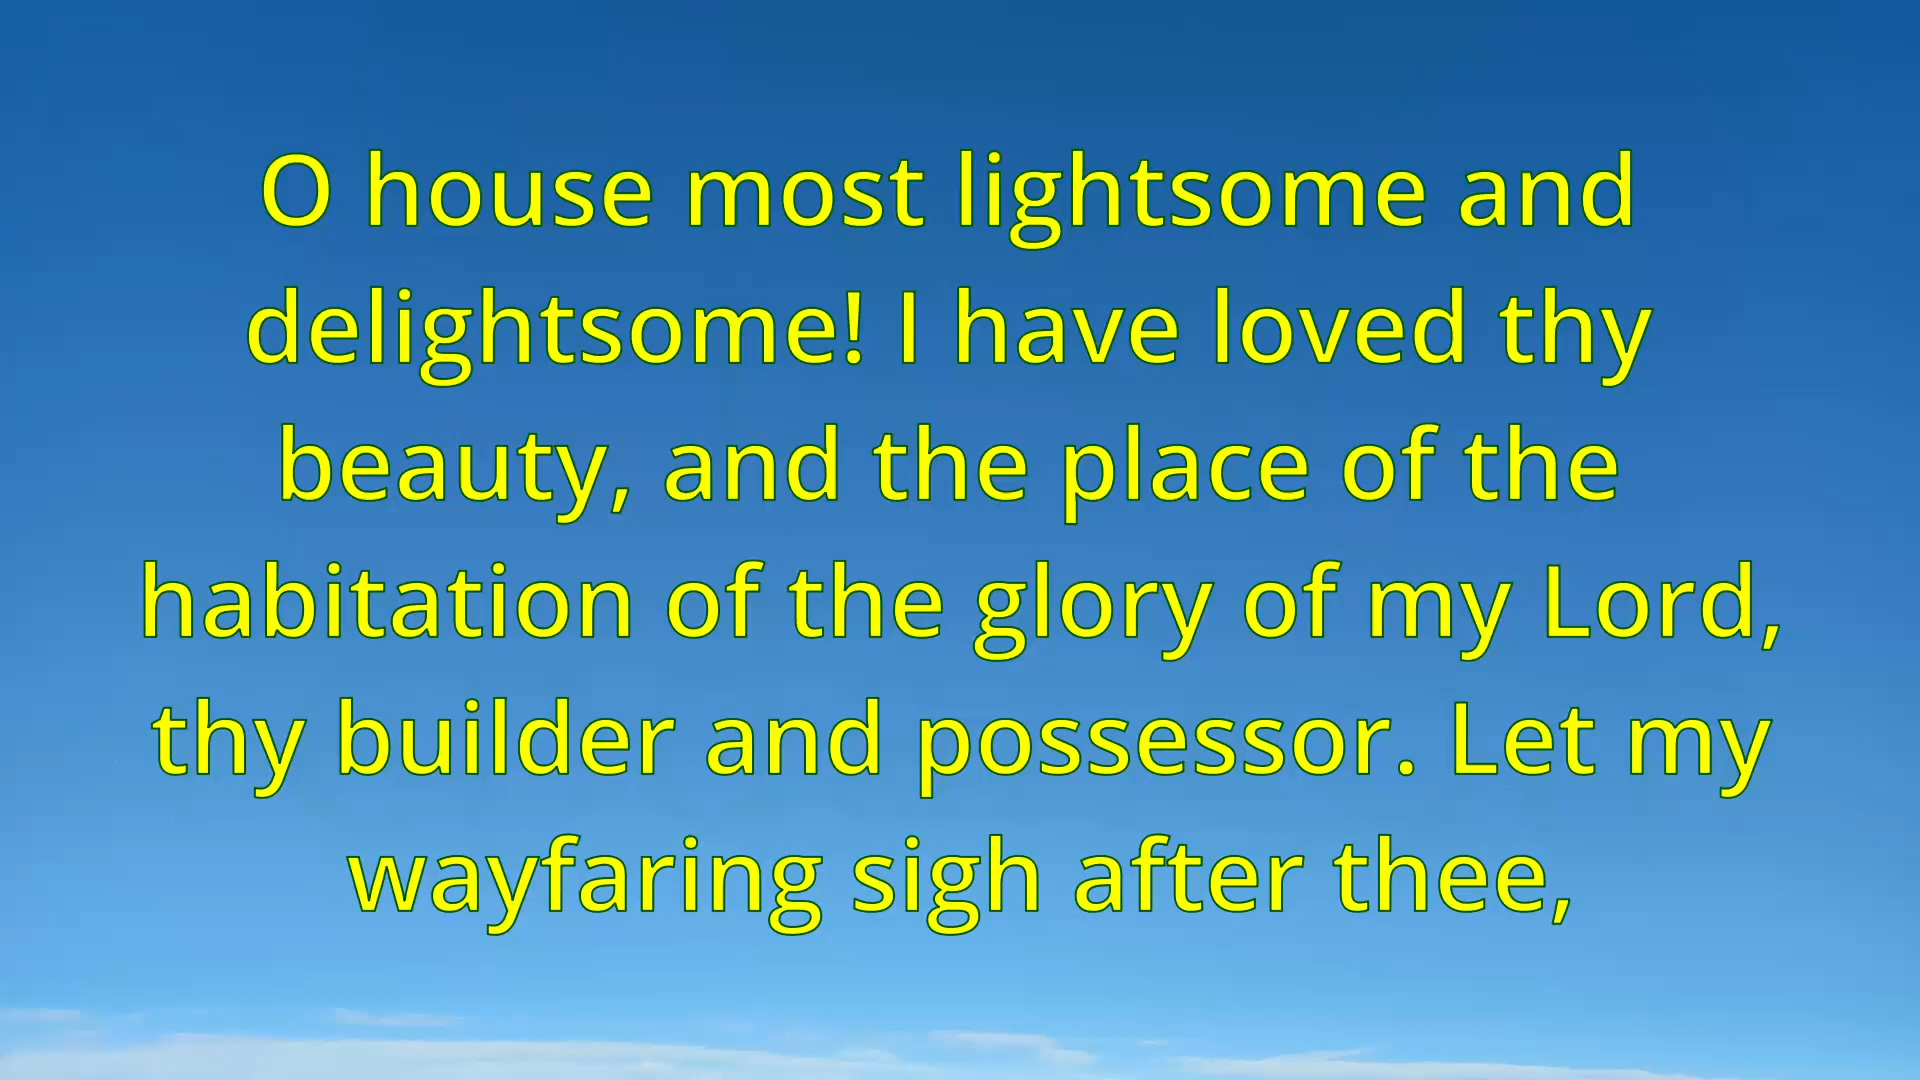 O house most lightsome and
delightsome! I have loved thy
beauty, and the place of the
habitation of the glory of my Lord,
thy builder and possessor. Let my
wayfaring sigh after thee,